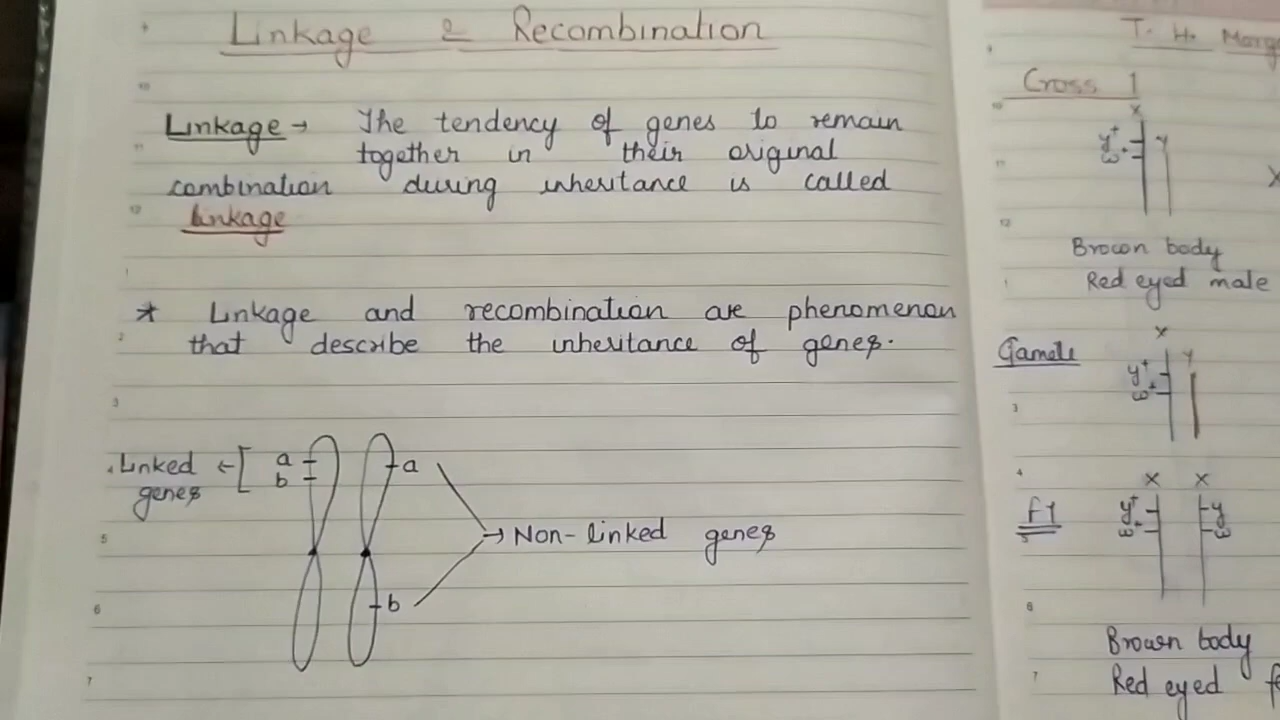 Linkage & Recombination
Linkage → The tendency of genes to remain
together in their original
combination during inheritance is called
linkage
* Linkage and recombination are phenomenon
that describe the inheritance of genes.
Linked genes ← [ a
b
a
b
→ Non-linked genes
T. H. Morg
Cross 1
X
Y
y+
w+
X
Brown body
Red eyed male
Gamete
X
Y
y+
w+
F1
X X
y+ y
w+ w
Brown body
Red eyed fe